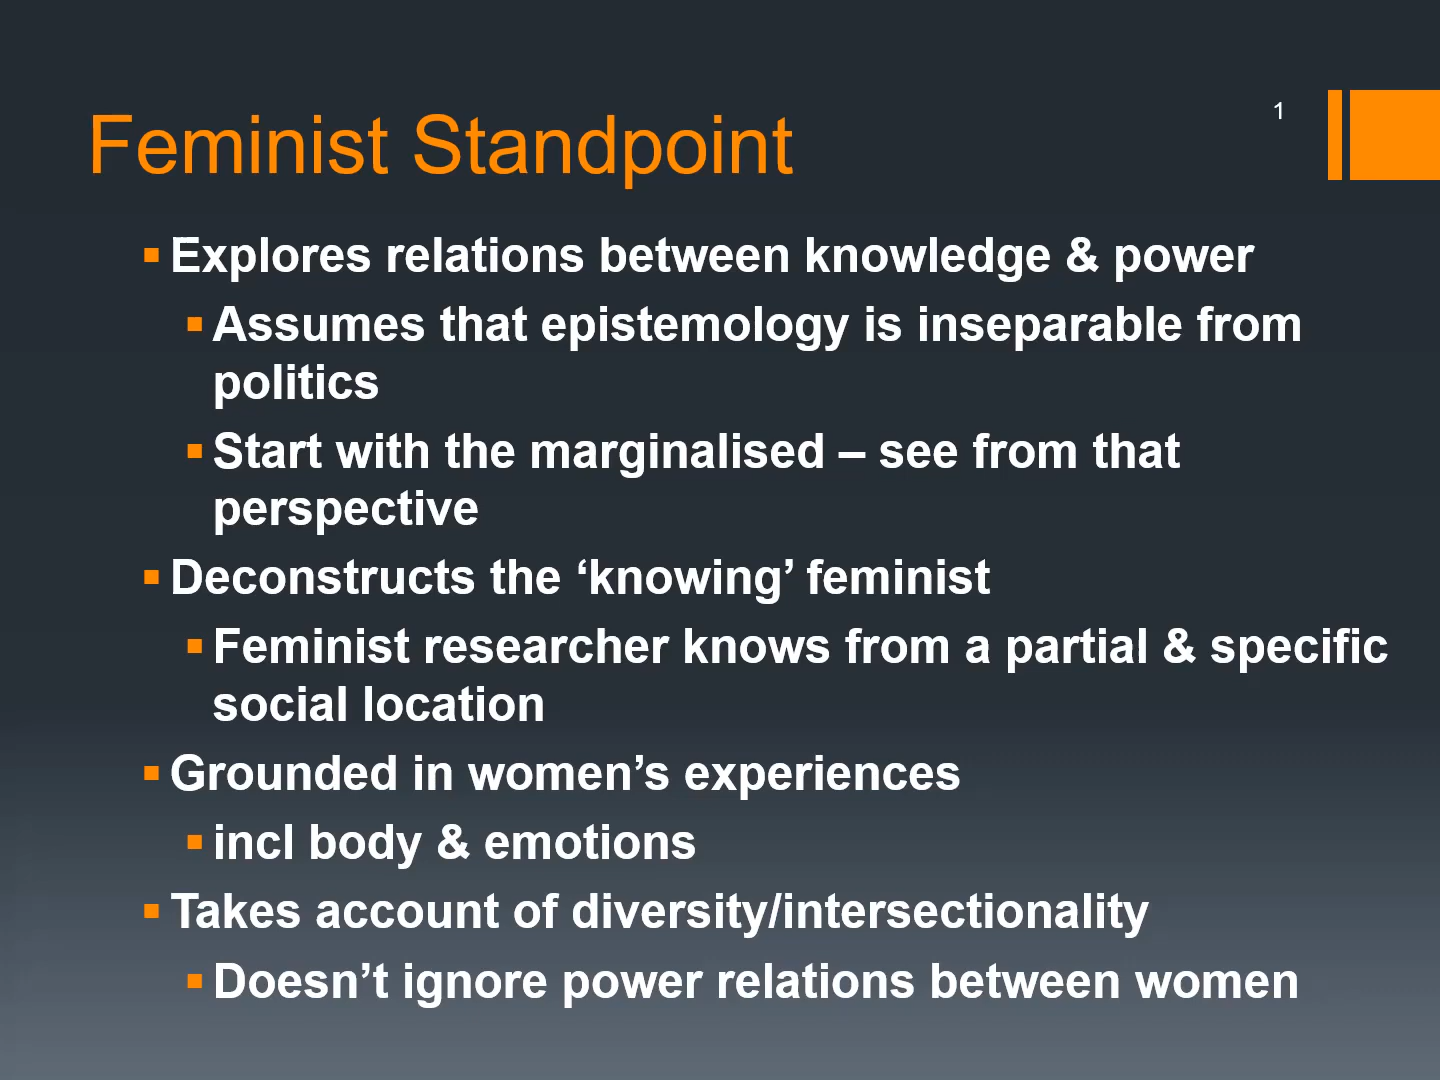 1
Feminist Standpoint
Explores relations between knowledge & power
Assumes that epistemology is inseparable from
politics
Start with the marginalised – see from that
perspective
Deconstructs the ‘knowing’ feminist
Feminist researcher knows from a partial & specific
social location
Grounded in women’s experiences
incl body & emotions
Takes account of diversity/intersectionality
Doesn’t ignore power relations between women